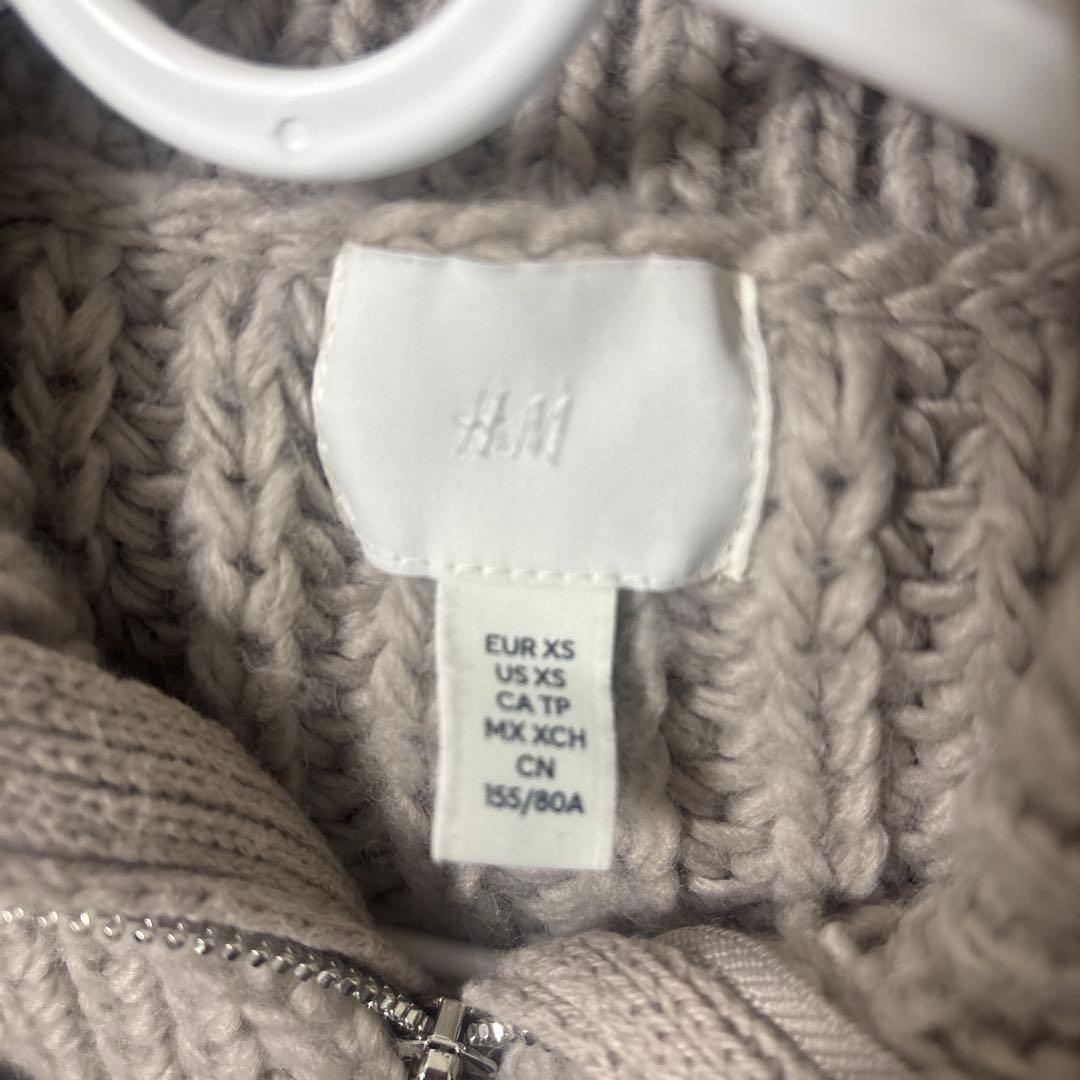 H&M
EUR XS
US XS
CA TP
MX XCH
CN
155/80A